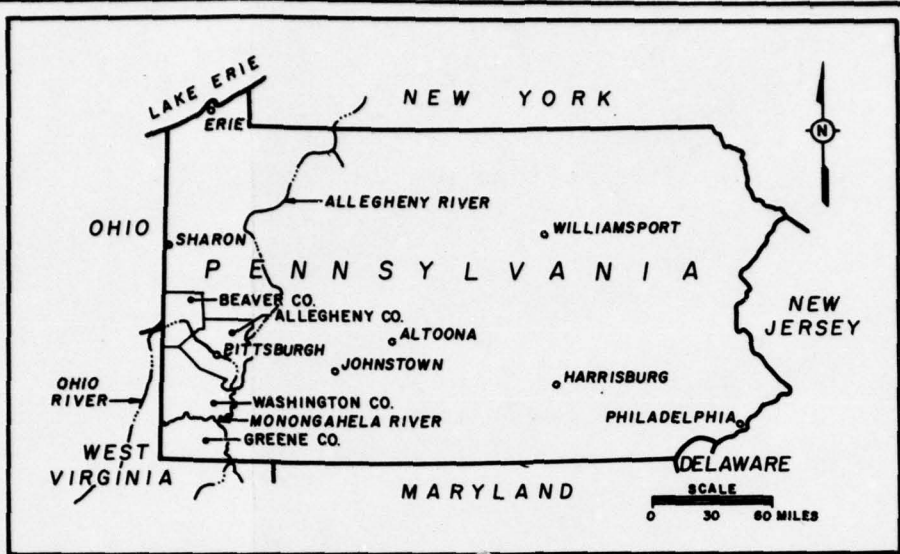 LAKE ERIE
ERIE
NEW YORK
N
ALLEGHENY RIVER
OHIO
SHARON
WILLIAMSPORT
PENNSYLVANIA
BEAVER CO.
ALLEGHENY CO.
NEW
JERSEY
ALTOONA
PITTSBURGH
JOHNSTOWN
OHIO
RIVER
HARRISBURG
WASHINGTON CO.
MONONGAHELA RIVER
PHILADELPHIA
GREENE CO.
WEST
VIRGINIA
DELAWARE
MARYLAND
SCALE
0 30 60 MILES